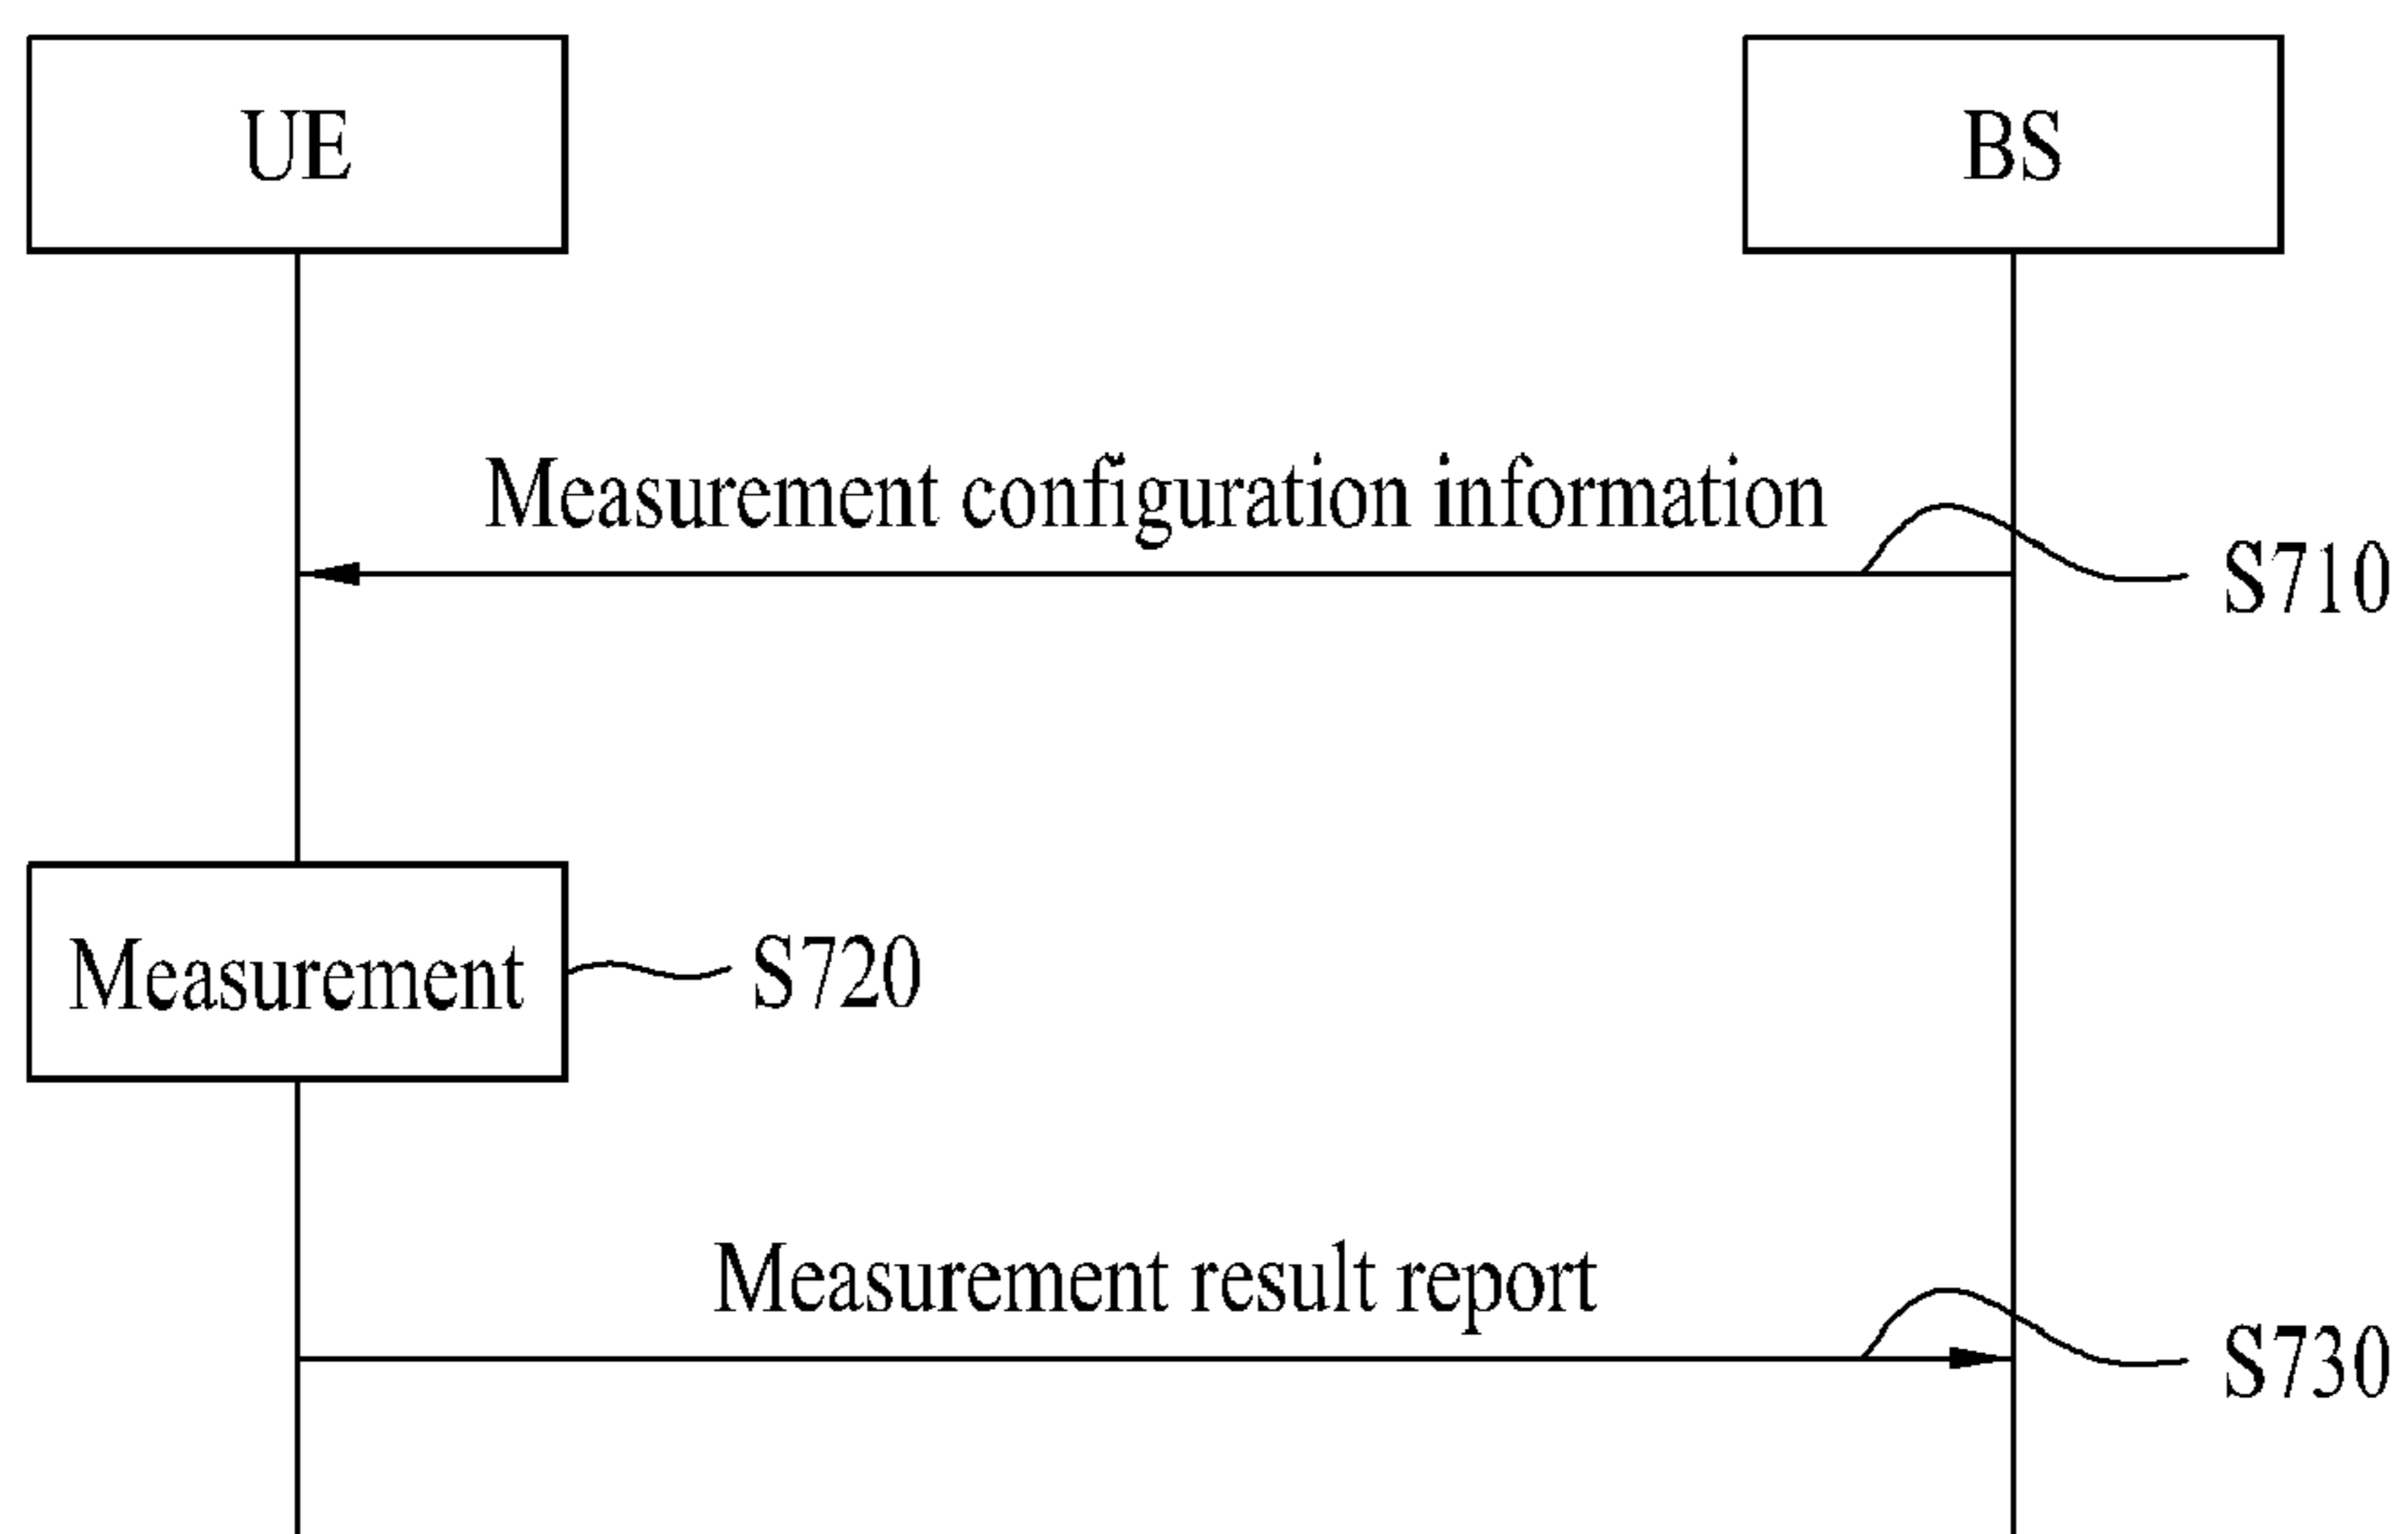 UE
BS
Measurement configuration information
S710
Measurement
S720
Measurement result report
S730